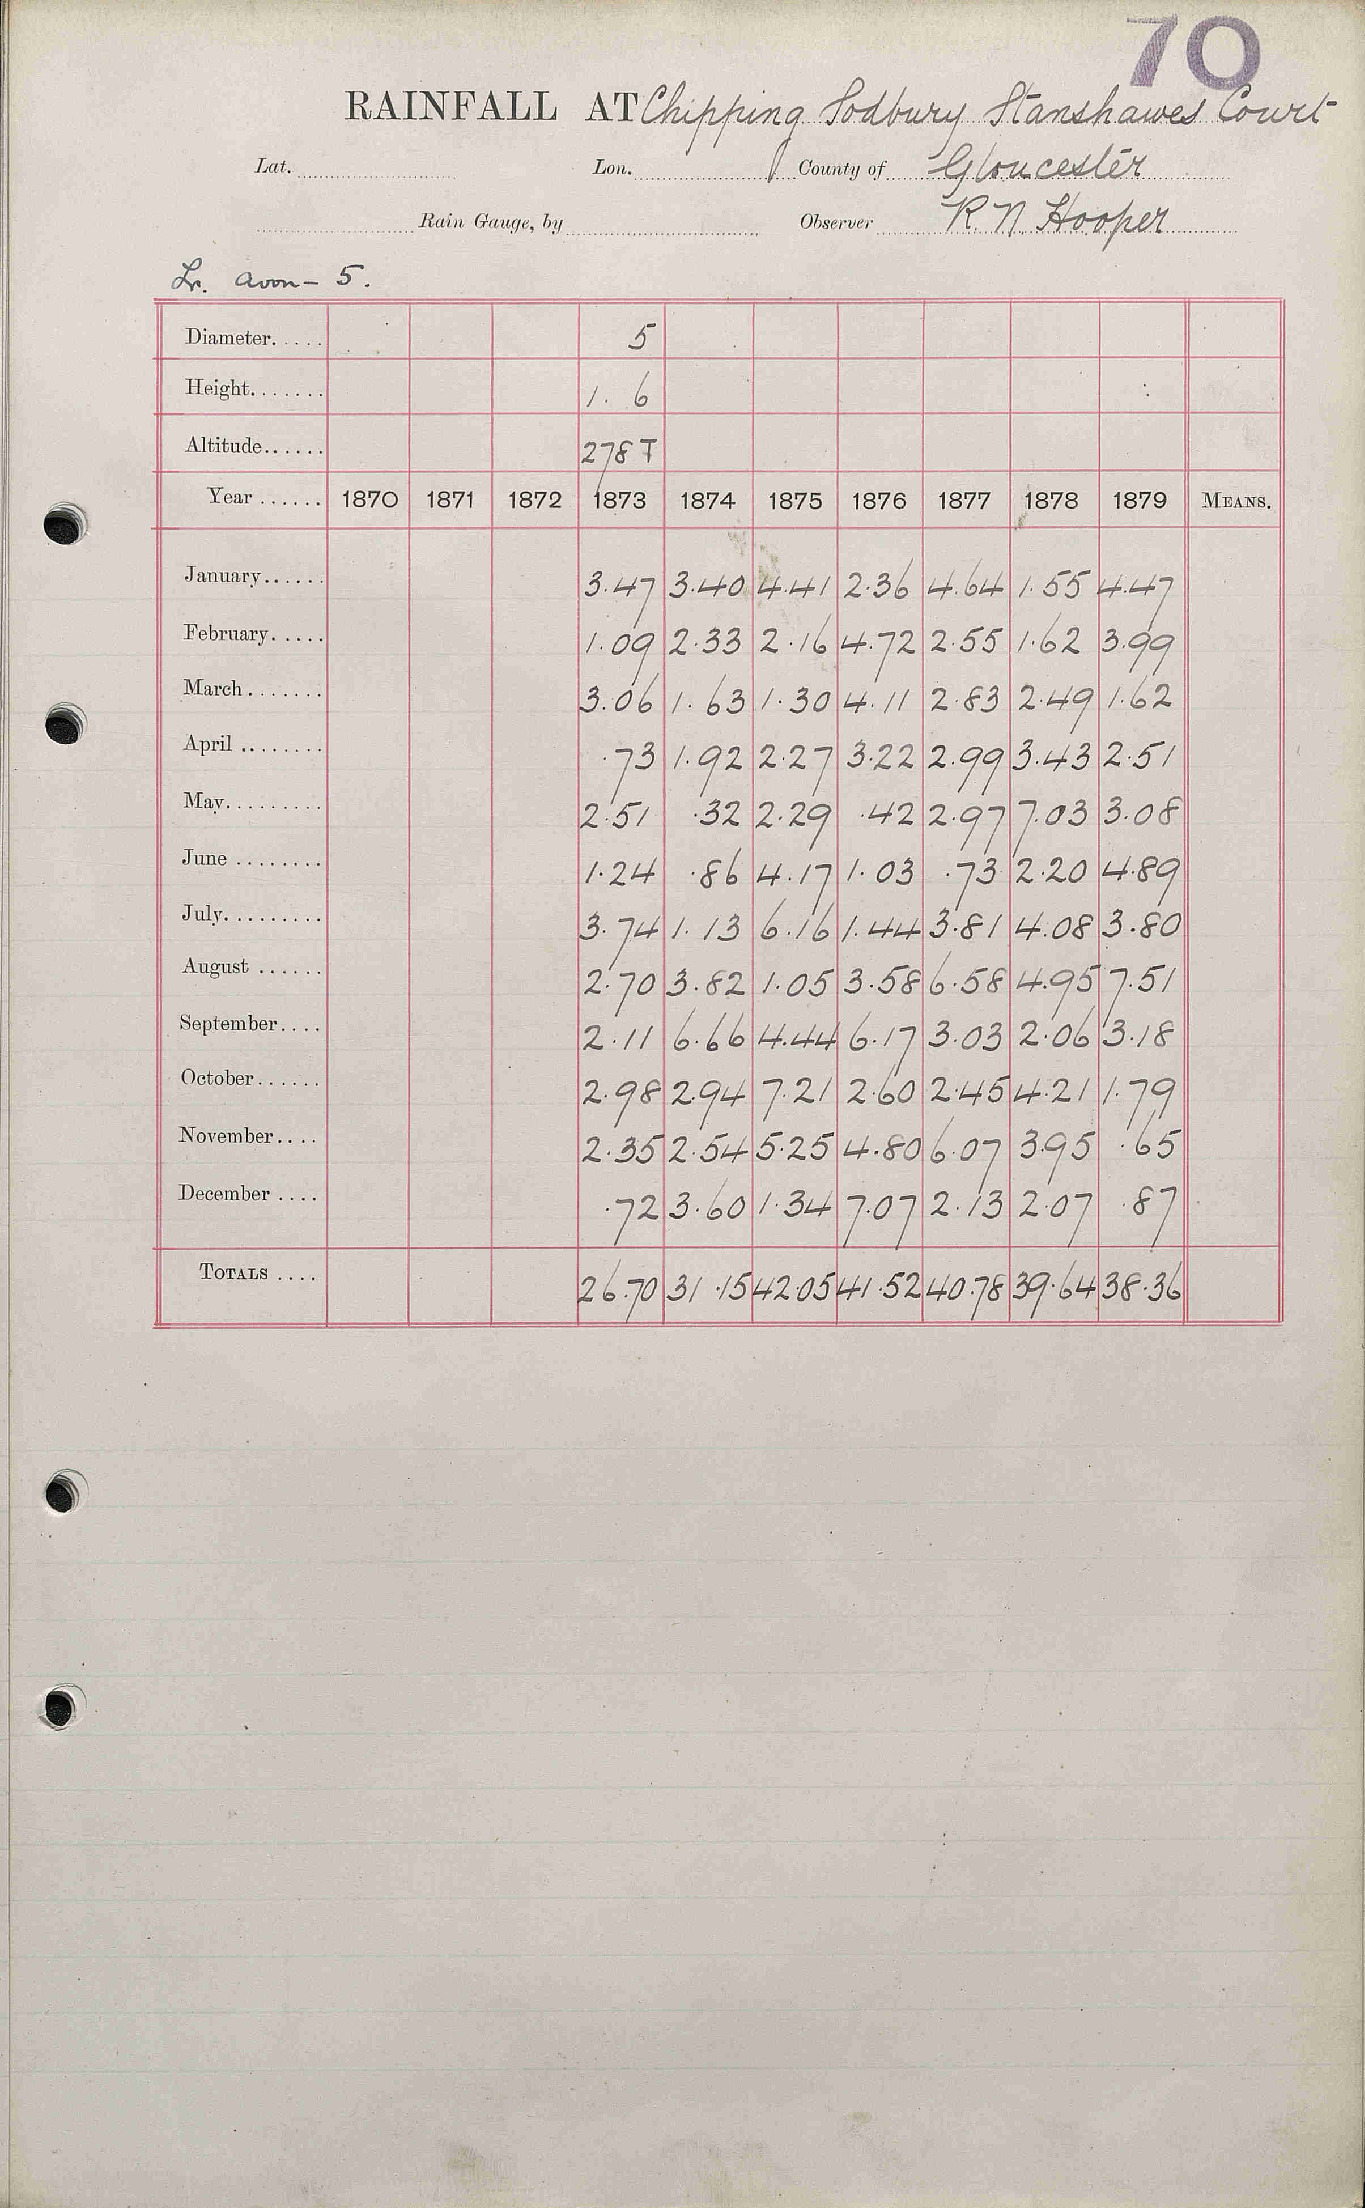 70
RAINFALL AT Chipping Sodbury Stanshawes Court
Lat. Lon. County of Gloucester
Rain Gauge, by Observer R. N. Hooper
Lr. Avon - 5.
Diameter..... 5
Height....... 1. 6
Altitude...... 278 T
Year ...... 1870 1871 1872 1873 1874 1875 1876 1877 1878 1879 MEANS.
January...... 3.47 3.40 4.41 2.36 4.64 1.55 4.47
February..... 1.09 2.33 2.16 4.72 2.55 1.62 3.99
March....... 3.06 1.63 1.30 4.11 2.83 2.49 1.62
April ........ .73 1.92 2.27 3.22 2.99 3.43 2.51
May......... 2.51 .32 2.29 .42 2.97 7.03 3.08
June ........ 1.24 .86 4.17 1.03 .73 2.20 4.89
July......... 3.74 1.13 6.16 1.44 3.81 4.08 3.80
August ...... 2.70 3.82 1.05 3.58 6.58 4.95 7.51
September.... 2.11 6.66 4.44 6.17 3.03 2.06 3.18
October...... 2.98 2.94 7.21 2.60 2.45 4.21 1.79
November.... 2.35 2.54 5.25 4.80 6.07 3.95 .65
December .... .72 3.60 1.34 7.07 2.13 2.07 .87
TOTALS .... 26.70 31.15 42.05 41.52 40.78 39.64 38.36